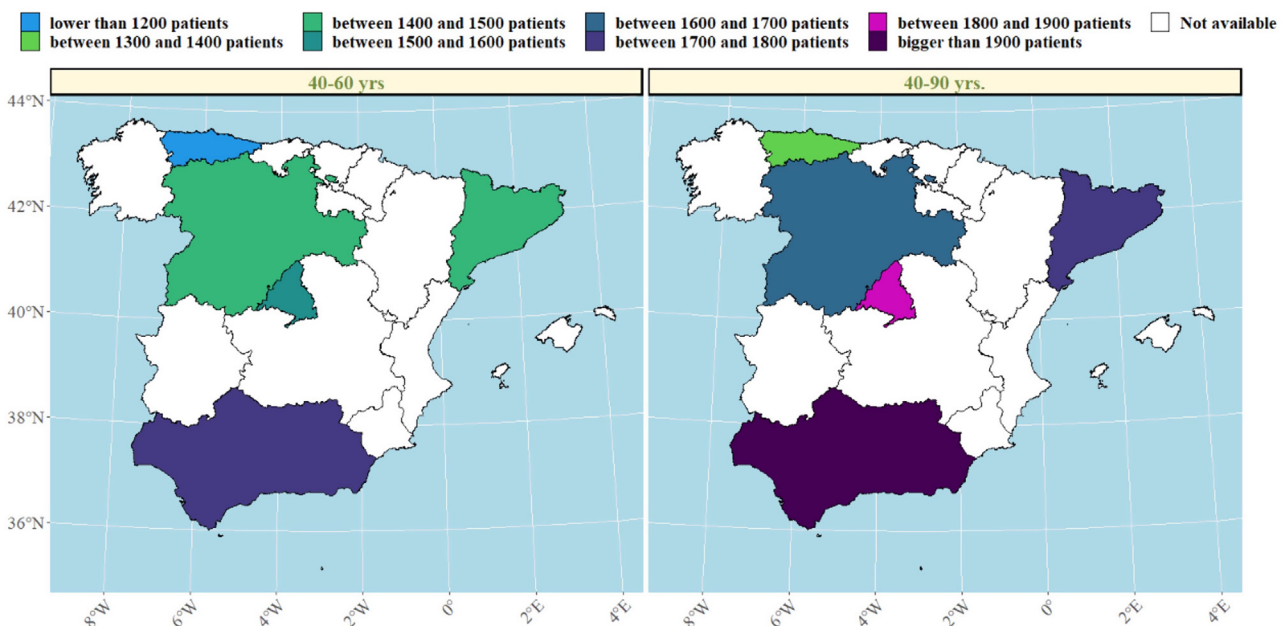 lower than 1200 patients between 1400 and 1500 patients between 1600 and 1700 patients between 1800 and 1900 patients Not available
between 1300 and 1400 patients between 1500 and 1600 patients between 1700 and 1800 patients bigger than 1900 patients
40-60 yrs 40-90 yrs.
44°N
42°N
40°N
38°N
36°N
8°W 6°W 4°W 2°W 0° 2°E 4°E 8°W 6°W 4°W 2°W 0° 2°E 4°E